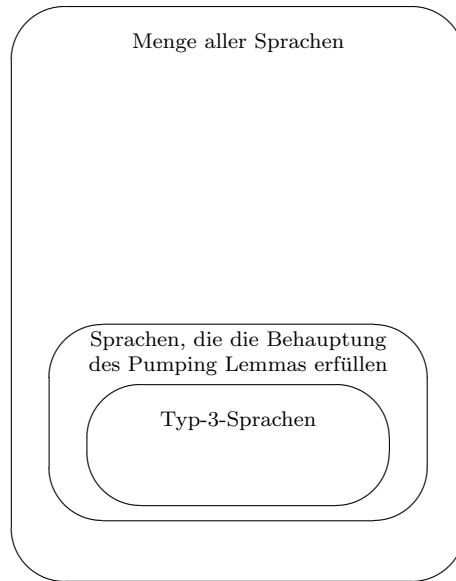 Menge aller Sprachen
Sprachen, die die Behauptung
des Pumping Lemmas erfüllen
Typ-3-Sprachen